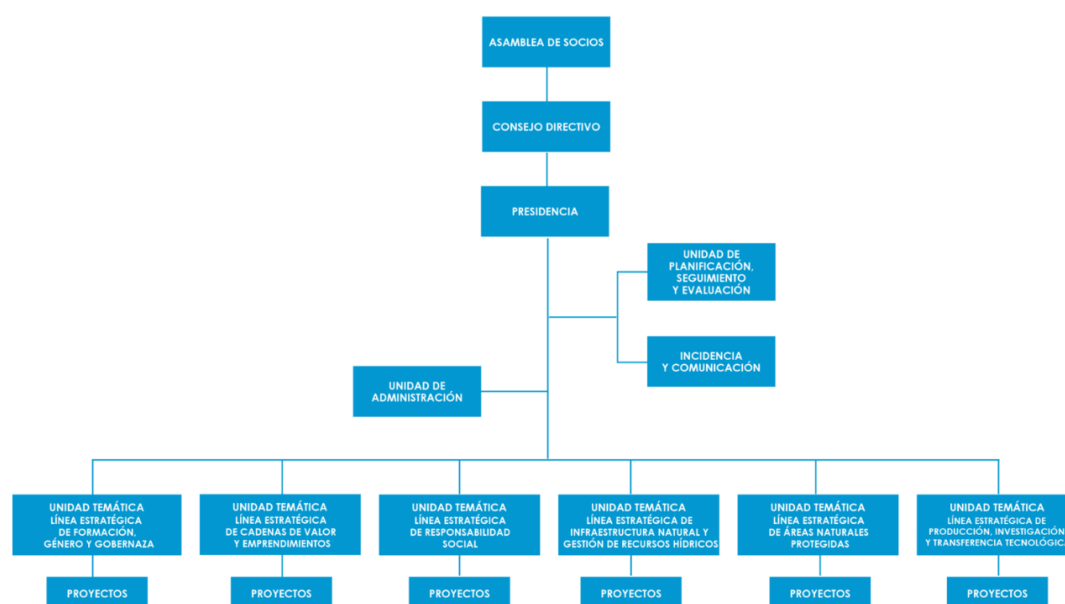 ASAMBLEA DE SOCIOS
CONSEJO DIRECTIVO
PRESIDENCIA
UNIDAD DE
PLANIFICACIÓN,
SEGUIMIENTO
Y EVALUACIÓN
INCIDENCIA
Y COMUNICACIÓN
UNIDAD DE
ADMINISTRACIÓN
UNIDAD TEMÁTICA
LÍNEA ESTRATÉGICA
DE FORMACIÓN,
GÉNERO Y GOBERNAZA
UNIDAD TEMÁTICA
LÍNEA ESTRATÉGICA
DE CADENAS DE VALOR
Y EMPRENDIMIENTOS
UNIDAD TEMÁTICA
LÍNEA ESTRATÉGICA
DE RESPONSABILIDAD
SOCIAL
UNIDAD TEMÁTICA
LÍNEA ESTRATÉGICA DE
INFRAESTRUCTURA NATURAL Y
GESTIÓN DE RECURSOS HÍDRICOS
UNIDAD TEMÁTICA
LÍNEA ESTRATÉGICA
DE ÁREAS NATURALES
PROTEGIDAS
UNIDAD TEMÁTICA
LÍNEA ESTRATÉGICA DE
PRODUCCIÓN, INVESTIGACIÓN
Y TRANSFERENCIA TECNOLÓGICA
PROYECTOS
PROYECTOS
PROYECTOS
PROYECTOS
PROYECTOS
PROYECTOS